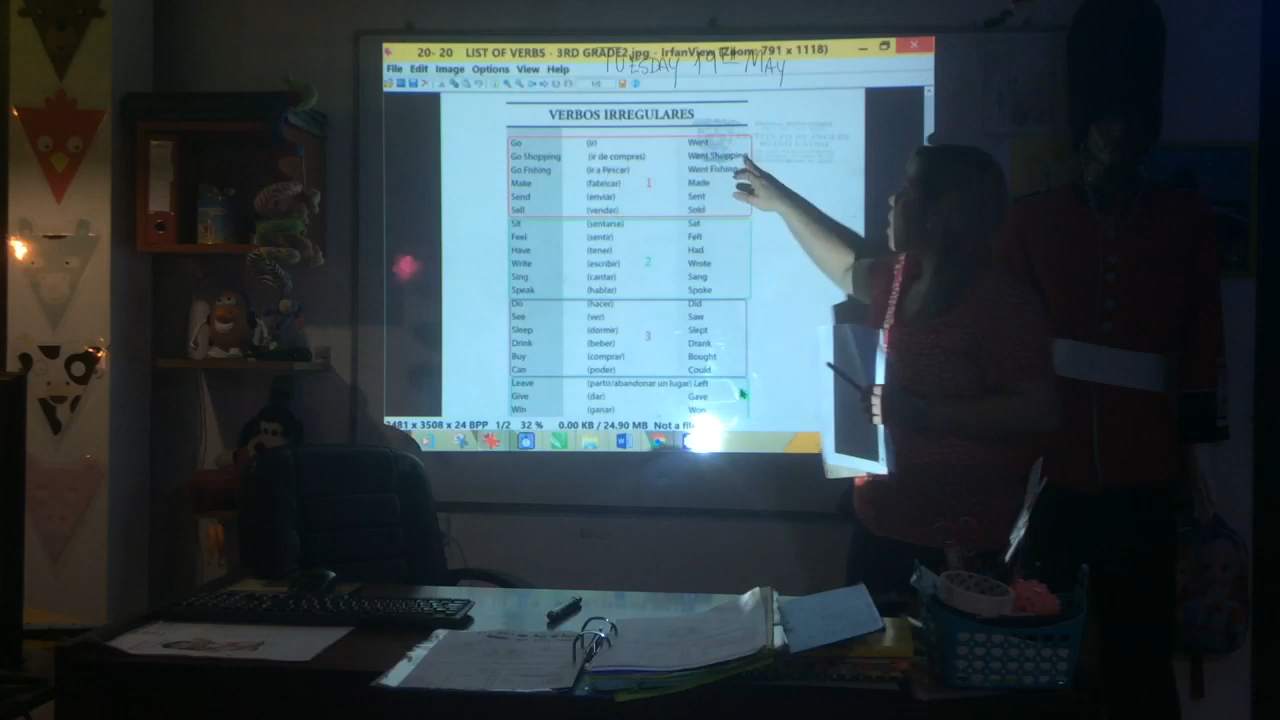 20- 20 LIST OF VERBS - 3RD GRADE2.jpg - IrfanView (Zoom: 791 x 1118)
TUESDAY 19TH MAY
File Edit Image Options View Help
VERBOS IRREGULARES
Go (ir) Went
Go Shopping (ir de compras) Went Shopping
Go Fishing (ir a Pescar) Went Fishing
Make (fabricar) 1 Made
Send (enviar) Sent
Sell (vender) Sold
Sit (sentarse) Sat
Feel (sentir) Felt
Have (tener) Had
Write (escribir) 2 Wrote
Sing (cantar) Sang
Speak (hablar) Spoke
Do (hacer) Did
See (ver) Saw
Sleep (dormir) 3 Slept
Drink (beber) Drank
Buy (comprar) Bought
Can (poder) Could
Leave (partir/abandonar un lugar) Left
Give (dar) Gave
Win (ganar) Won
2481 x 3508 x 24 BPP 1/2 32 % 0.00 KB / 24.90 MB Not a